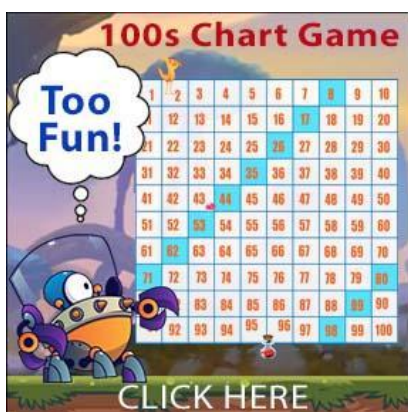 100s Chart Game
Too
Fun!
1 2 3 4 5 6 7 8 9 10
12 13 14 15 16 17 18 19 20
21 22 23 24 25 26 27 28 29 30
31 32 33 34 35 36 37 38 39 40
41 42 43 44 45 46 47 48 49 50
51 52 53 54 55 56 57 58 59 60
61 62 63 64 65 66 67 68 69 70
71 72 73 74 75 76 77 78 79 80
83 84 85 86 87 88 89 90
92 93 94 95 96 97 98 99 100
CLICK HERE